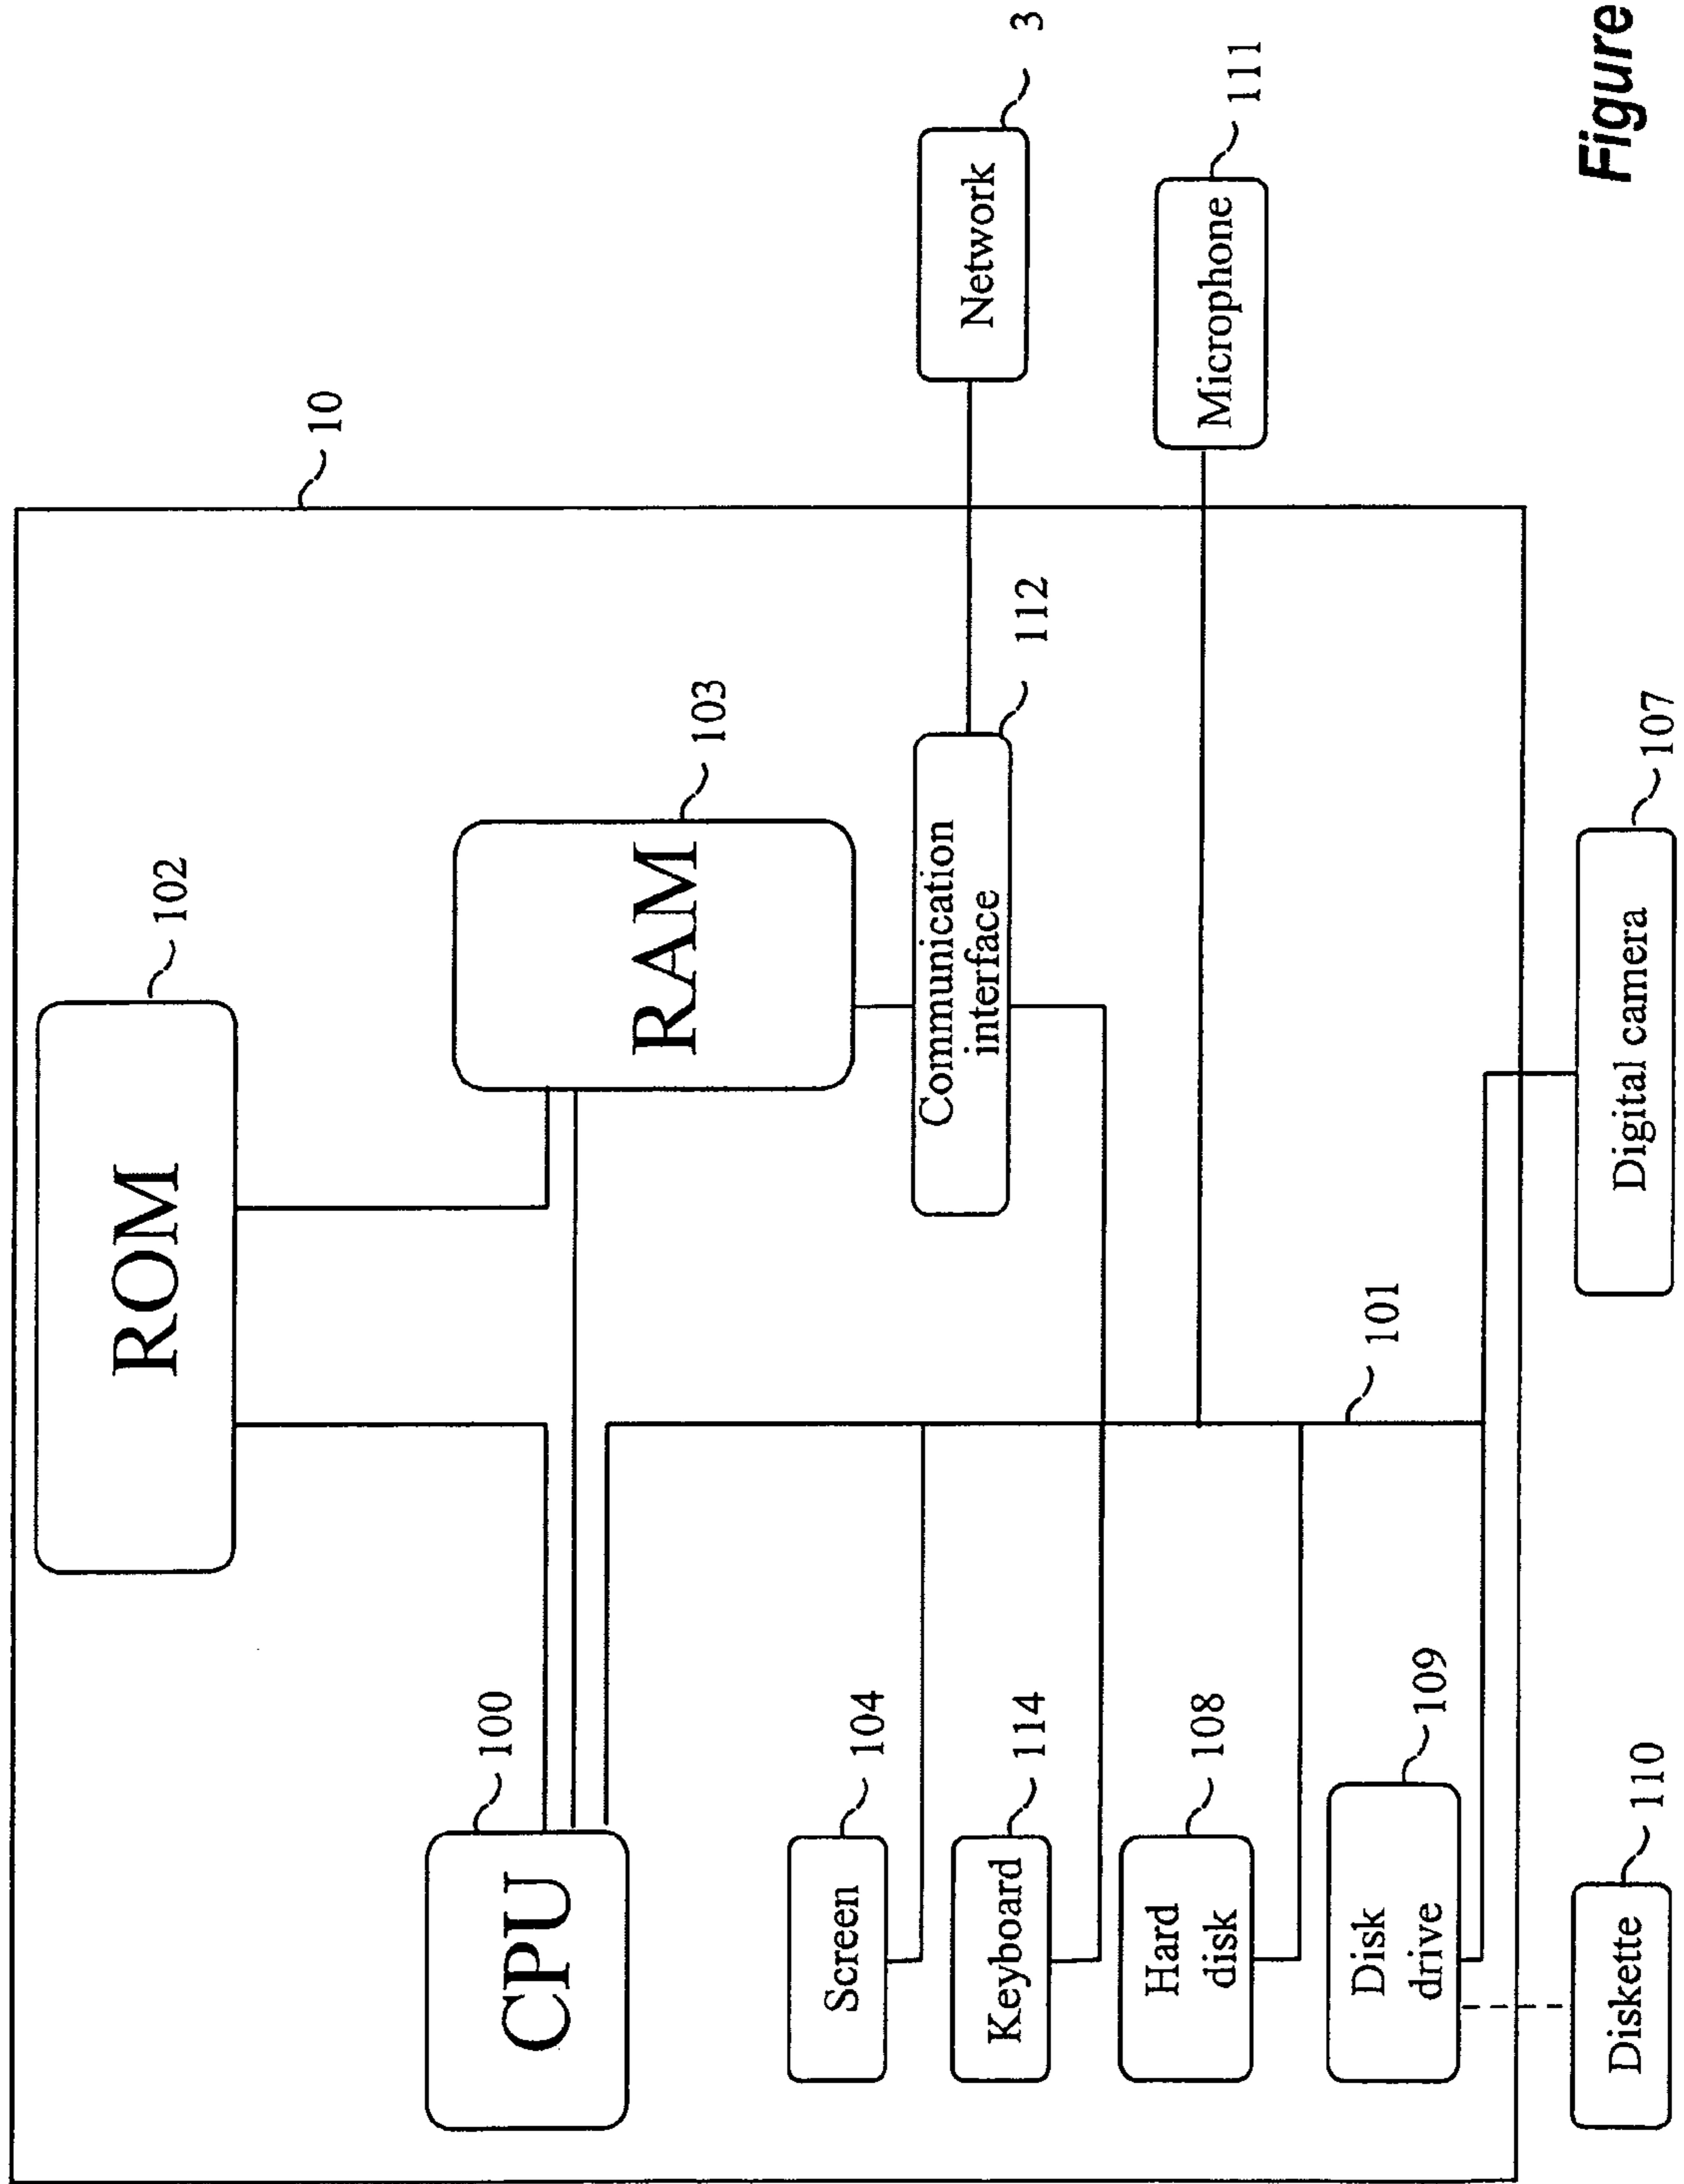 ROM
102
10
CPU
100
RAM
103
Screen
104
Communication
interface
112
Network
3
Keyboard
114
Hard
disk
108
Microphone
111
Disk
drive
109
101
Diskette
110
Digital camera
107
Figure